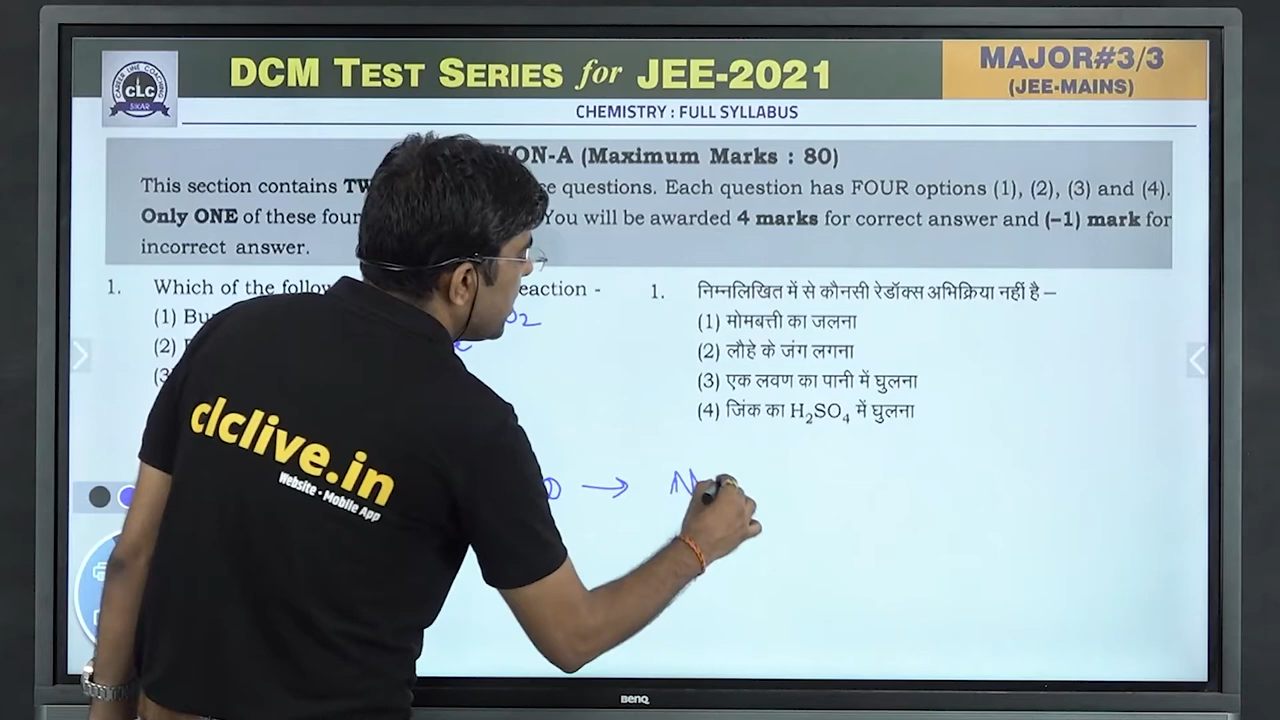 CAREER LINE COACHING
CLC
SIKAR
DCM TEST SERIES for JEE-2021
MAJOR#3/3
(JEE-MAINS)
CHEMISTRY : FULL SYLLABUS
ION-A (Maximum Marks : 80)
This section contains TW e questions. Each question has FOUR options (1), (2), (3) and (4).
Only ONE of these four You will be awarded 4 marks for correct answer and (–1) mark for
incorrect answer.
1. Which of the follow eaction -
(1) Bu
(2)
(3)
1. निम्नलिखित में से कौनसी रेडॉक्स अभिक्रिया नहीं है –
(1) मोमबत्ती का जलना
(2) लौहे के जंग लगना
(3) एक लवण का पानी में घुलना
(4) जिंक का H₂SO₄ में घुलना
→ N
clclive.in
Website • Mobile App
BenQ